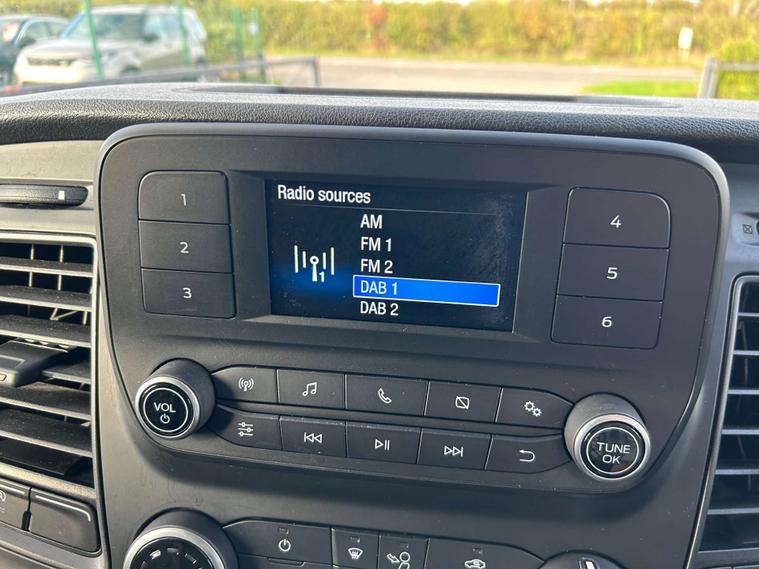 Radio sources
AM
FM 1
FM 2
DAB 1
DAB 2
1
1
2
3
4
5
6
VOL
TUNE
OK